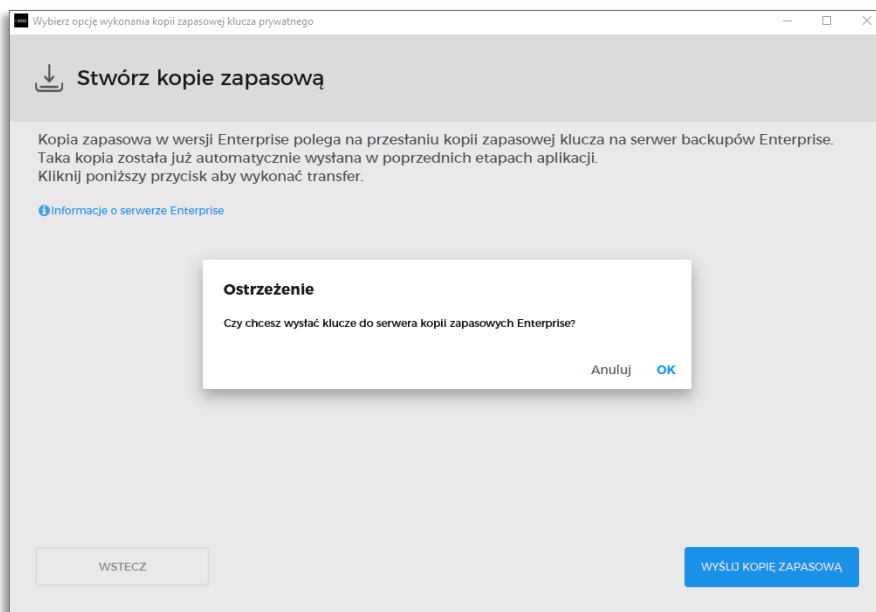 Wybierz opcję wykonania kopii zapasowej klucza prywatnego
Stwórz kopie zapasową
Kopia zapasowa w wersji Enterprise polega na przesłaniu kopii zapasowej klucza na serwer backupów Enterprise.
Taka kopia została już automatycznie wysłana w poprzednich etapach aplikacji.
Kliknij poniższy przycisk aby wykonać transfer.
Informacje o serwerze Enterprise
Ostrzeżenie
Czy chcesz wysłać klucze do serwera kopii zapasowych Enterprise?
Anuluj OK
WSTECZ
WYŚLIJ KOPIĘ ZAPASOWĄ